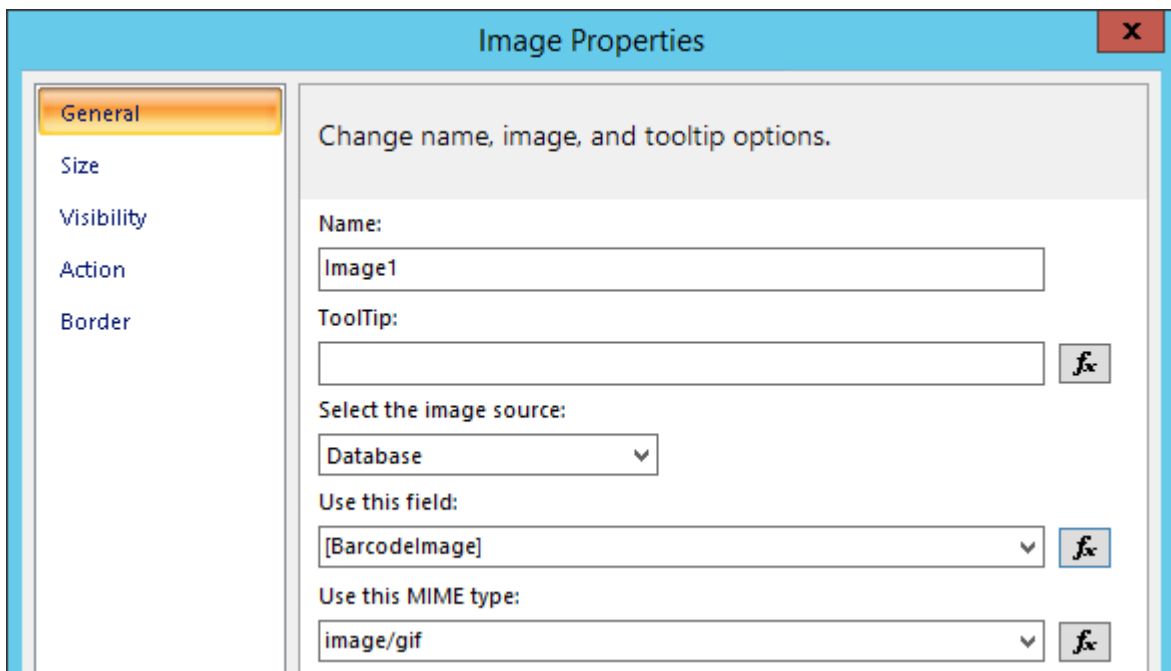 Image Properties
x
General
Size
Visibility
Action
Border
Change name, image, and tooltip options.
Name:
Image1
ToolTip:
fx
Select the image source:
Database
Use this field:
[BarcodeImage]
fx
Use this MIME type:
image/gif
fx